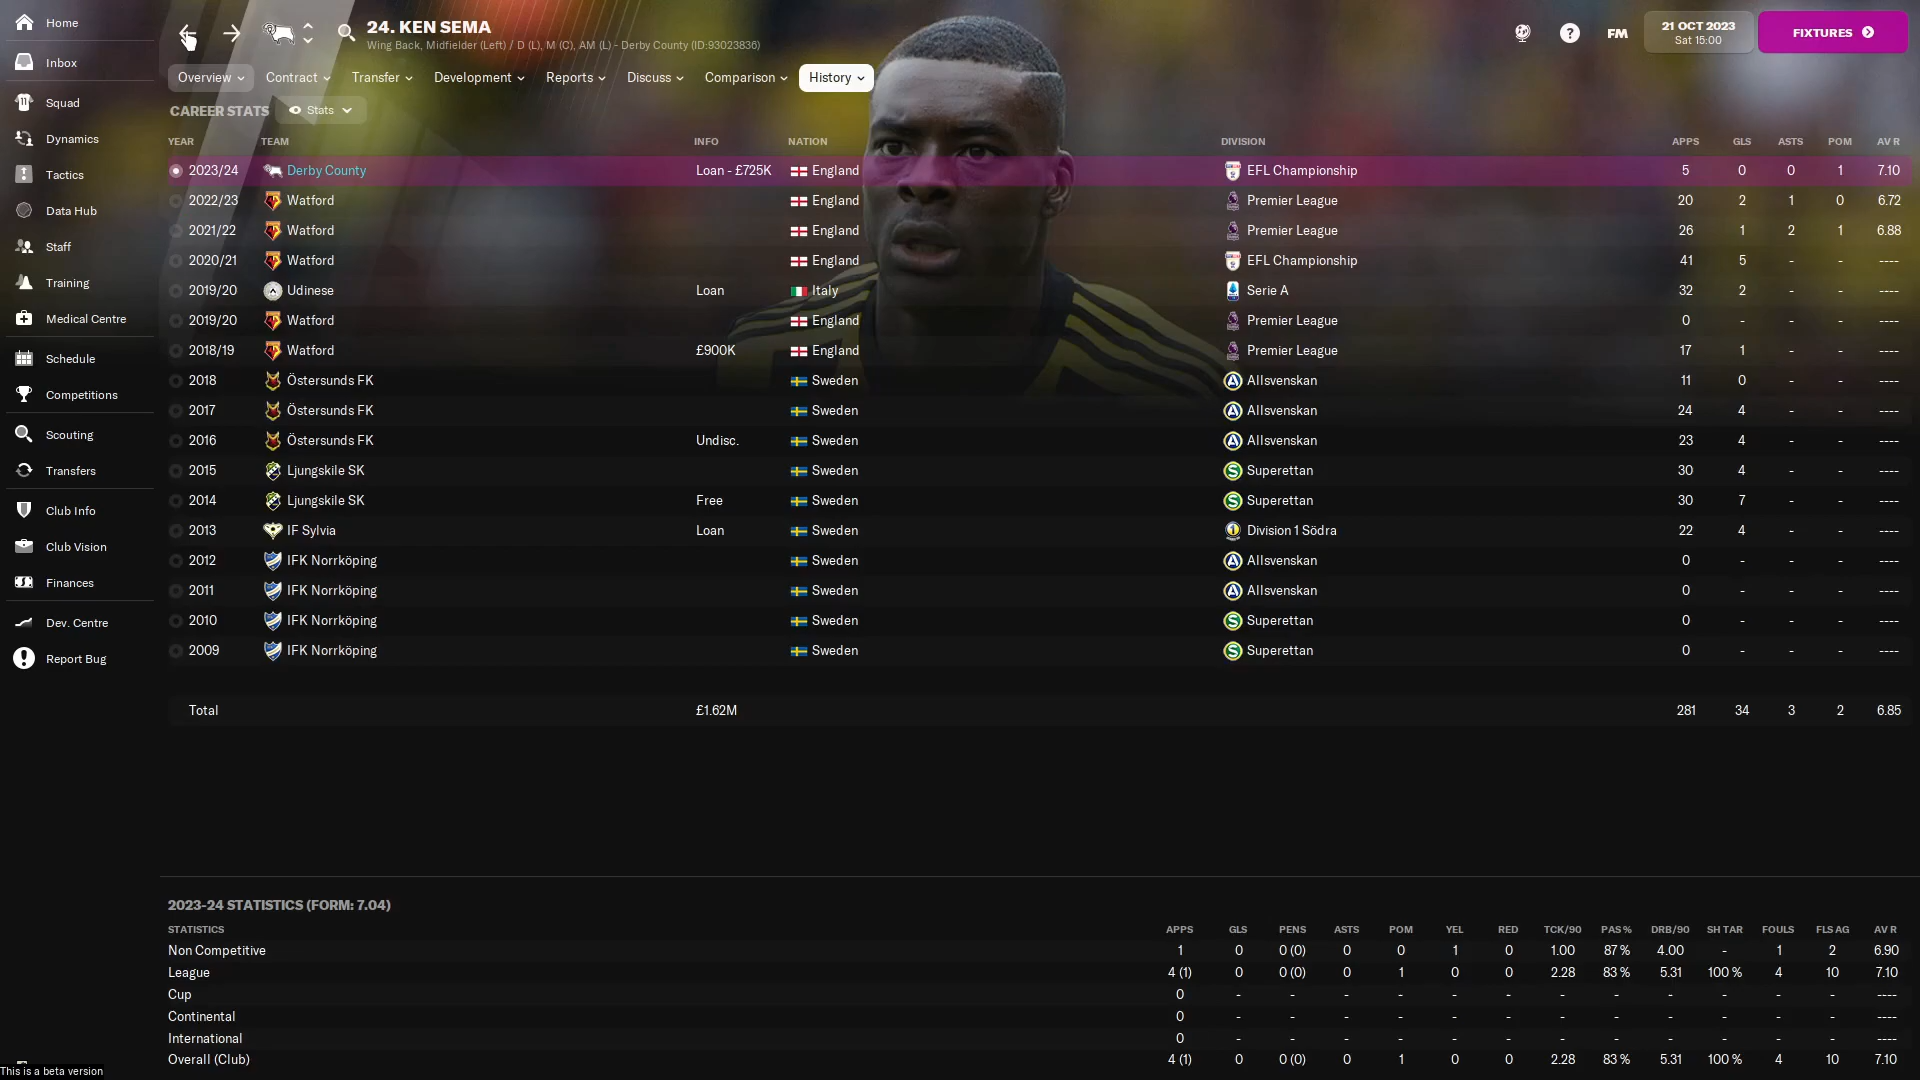 Home
Inbox
Squad
Dynamics
Tactics
Data Hub
Staff
Training
Medical Centre
Schedule
Competitions
Scouting
Transfers
Club Info
Club Vision
Finances
Dev. Centre
Report Bug
This is a beta version
24. KEN SEMA
Wing Back, Midfielder (Left) / D (L), M (C), AM (L) - Derby County (ID:93023836)
? FM 21 OCT 2023 Sat 15:00 FIXTURES
Overview Contract Transfer Development Reports Discuss Comparison History
CAREER STATS Stats
YEAR TEAM INFO NATION DIVISION APPS GLS ASTS POM AV R
2023/24 Derby County Loan - £725K England EFL Championship 5 0 0 1 7.10
2022/23 Watford England Premier League 20 2 1 0 6.72
2021/22 Watford England Premier League 26 1 2 1 6.88
2020/21 Watford England EFL Championship 41 5 - - ----
2019/20 Udinese Loan Italy Serie A 32 2 - - ----
2019/20 Watford England Premier League 0 - - - ----
2018/19 Watford £900K England Premier League 17 1 - - ----
2018 Östersunds FK Sweden Allsvenskan 11 0 - - ----
2017 Östersunds FK Sweden Allsvenskan 24 4 - - ----
2016 Östersunds FK Undisc. Sweden Allsvenskan 23 4 - - ----
2015 Ljungskile SK Sweden Superettan 30 4 - - ----
2014 Ljungskile SK Free Sweden Superettan 30 7 - - ----
2013 IF Sylvia Loan Sweden Division 1 Södra 22 4 - - ----
2012 IFK Norrköping Sweden Allsvenskan 0 - - - ----
2011 IFK Norrköping Sweden Allsvenskan 0 - - - ----
2010 IFK Norrköping Sweden Superettan 0 - - - ----
2009 IFK Norrköping Sweden Superettan 0 - - - ----
Total £1.62M 281 34 3 2 6.85
2023-24 STATISTICS (FORM: 7.04)
STATISTICS APPS GLS PENS ASTS POM YEL RED TCK/90 PAS % DRB/90 SH TAR FOULS FLS AG AV R
Non Competitive 1 0 0 (0) 0 0 1 0 1.00 87 % 4.00 - 1 2 6.90
League 4 (1) 0 0 (0) 0 1 0 0 2.28 83 % 5.31 100 % 4 10 7.10
Cup 0 - - - - - - - - - - - - ----
Continental 0 - - - - - - - - - - - - ----
International 0 - - - - - - - - - - - - ----
Overall (Club) 4 (1) 0 0 (0) 0 1 0 0 2.28 83 % 5.31 100 % 4 10 7.10